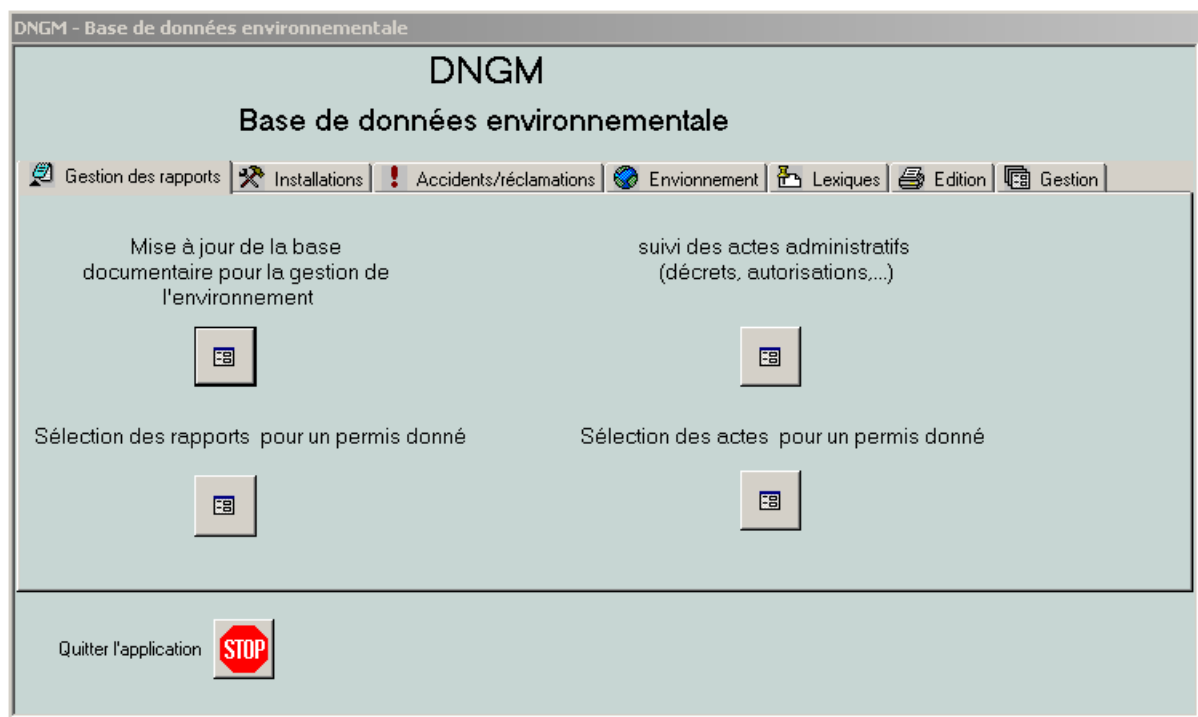 DNGM - Base de données environnementale
DNGM
Base de données environnementale
Gestion des rapports
Installations
Accidents/réclamations
Envionnement
Lexiques
Edition
Gestion
Mise à jour de la base
documentaire pour la gestion de
l'environnement
suivi des actes administratifs
(décrets, autorisations,...)
Sélection des rapports pour un permis donné
Sélection des actes pour un permis donné
Quitter l'application
STOP